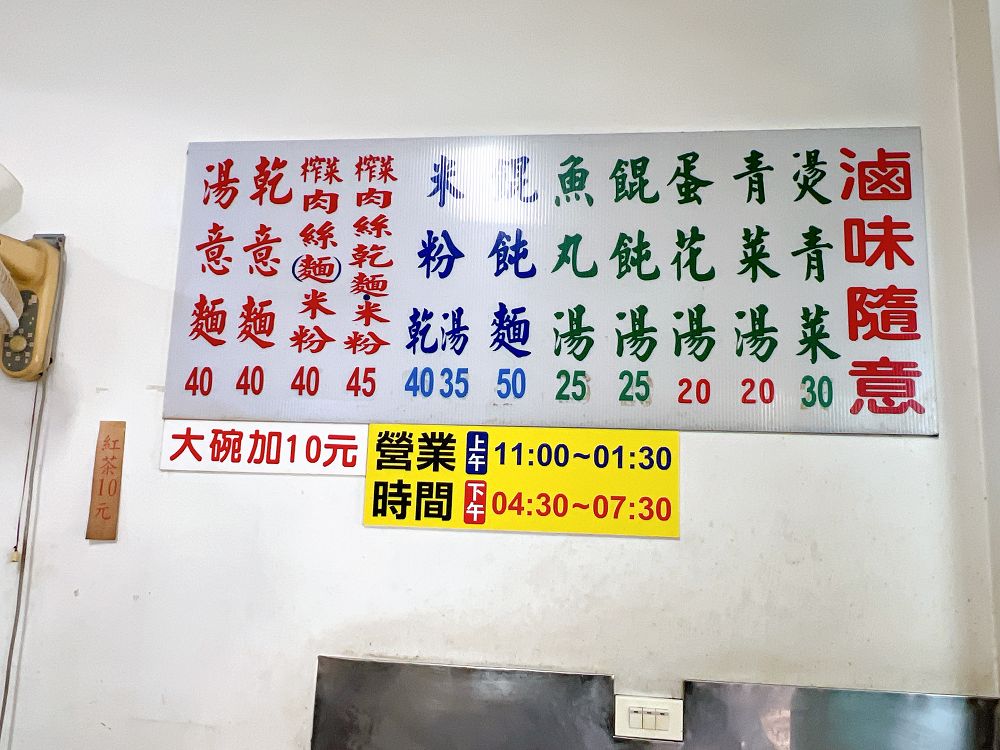 滷味隨意
燙青菜 30
青菜湯 20
蛋花湯 20
餛飩湯 25
魚丸湯 25
餛飩麵 50
米粉 乾湯 40 35
榨菜肉絲乾麵·米粉 45
榨菜肉絲(麵)米粉 40
乾意麵 40
湯意麵 40
大碗加10元
營業時間
上午 11:00~01:30
下午 04:30~07:30
紅茶10元